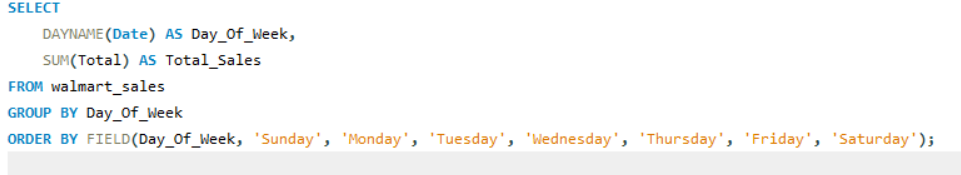 SELECT
    DAYNAME(Date) AS Day_Of_Week,
    SUM(Total) AS Total_Sales
FROM walmart_sales
GROUP BY Day_Of_Week
ORDER BY FIELD(Day_Of_Week, 'Sunday', 'Monday', 'Tuesday', 'Wednesday', 'Thursday', 'Friday', 'Saturday');